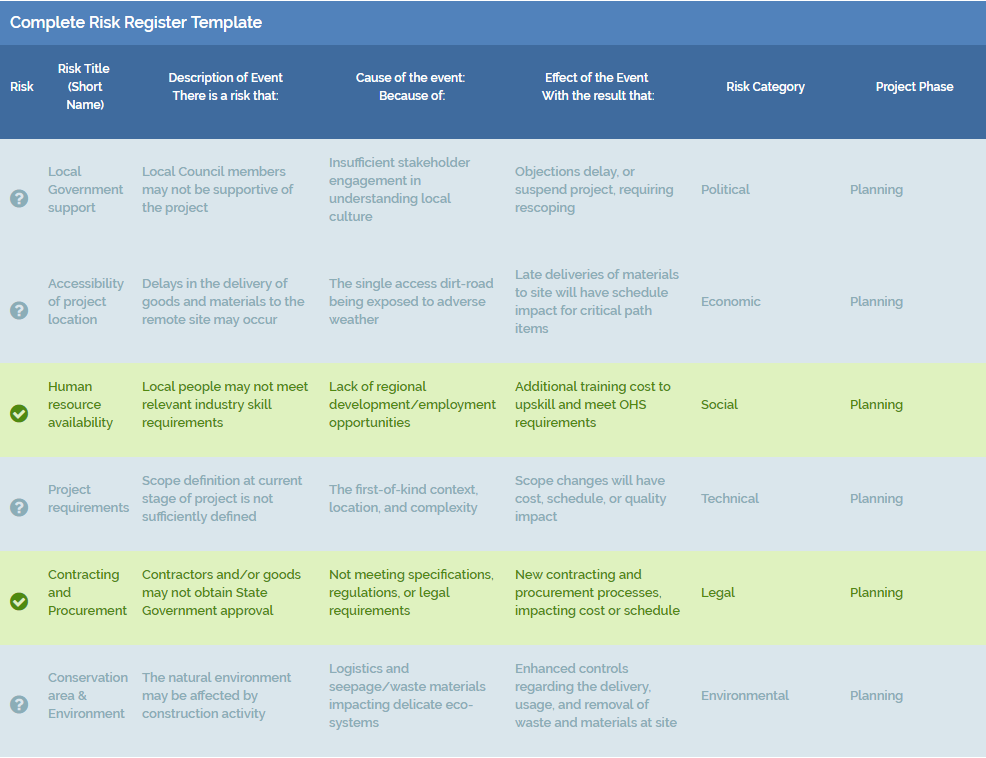 Complete Risk Register Template
Risk
Risk Title
(Short
Name)
Description of Event
There is a risk that:
Cause of the event:
Because of:
Effect of the Event
With the result that:
Risk Category
Project Phase
Local
Government
support
Local Council members
may not be supportive of
the project
Insufficient stakeholder
engagement in
understanding local
culture
Objections delay, or
suspend project, requiring
rescoping
Political
Planning
Accessibility
of project
location
Delays in the delivery of
goods and materials to the
remote site may occur
The single access dirt-road
being exposed to adverse
weather
Late deliveries of materials
to site will have schedule
impact for critical path
items
Economic
Planning
Human
resource
availability
Local people may not meet
relevant industry skill
requirements
Lack of regional
development/employment
opportunities
Additional training cost to
upskill and meet OHS
requirements
Social
Planning
Project
requirements
Scope definition at current
stage of project is not
sufficiently defined
The first-of-kind context,
location, and complexity
Scope changes will have
cost, schedule, or quality
impact
Technical
Planning
Contracting
and
Procurement
Contractors and/or goods
may not obtain State
Government approval
Not meeting specifications,
regulations, or legal
requirements
New contracting and
procurement processes,
impacting cost or schedule
Legal
Planning
Conservation
area &
Environment
The natural environment
may be affected by
construction activity
Logistics and
seepage/waste materials
impacting delicate eco-
systems
Enhanced controls
regarding the delivery,
usage, and removal of
waste and materials at site
Environmental
Planning